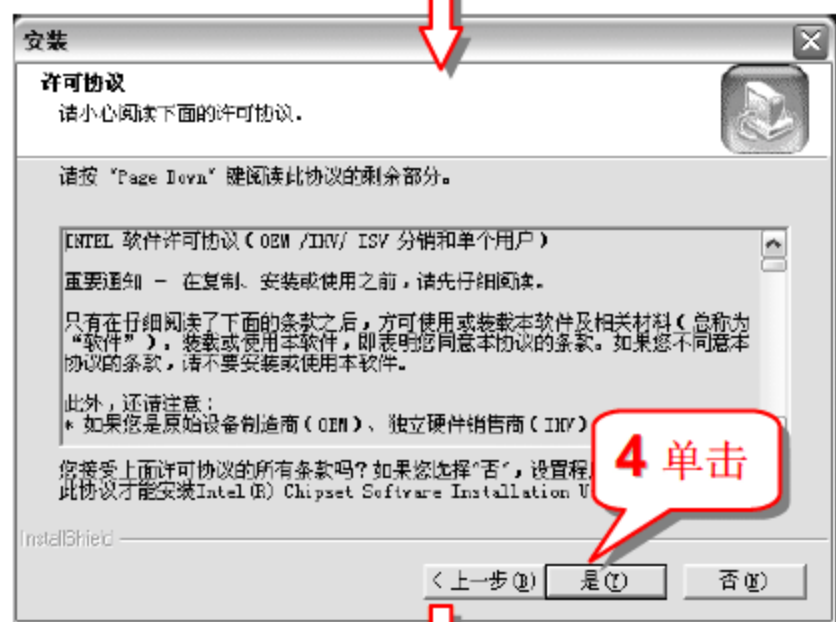 安装
许可协议
请小心阅读下面的许可协议.
请按 "Page Down" 键阅读此协议的剩余部分。
INTEL 软件许可协议(OEM /IHV/ ISV 分销和单个用户)
重要通知 - 在复制、安装或使用之前,请先仔细阅读.
只有在仔细阅读了下面的条款之后,方可使用或装载本软件及相关材料(总称为
"软件"). 装载或使用本软件,即表明您同意本协议的条款。如果您不同意本
协议的条款,请不要安装或使用本软件.
此外,还请注意:
* 如果您是原始设备制造商(OEM)、独立硬件销售商(IHV)
您接受上面许可协议的所有条款吗?如果您选择"否",设置程
此协议才能安装Intel(R) Chipset Software Installation U
4 单击
InstallShield
< 上一步(B)
是(Y)
否(N)